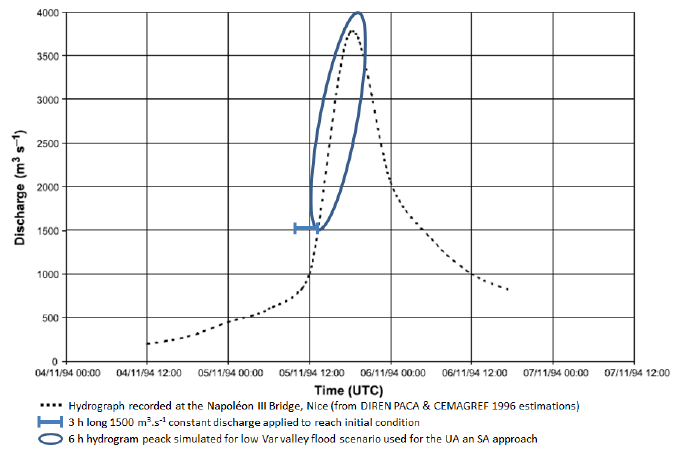 4000
3500
3000
2500
2000
1500
1000
500
0
Discharge (m³ s⁻¹)
04/11/94 00:00 04/11/94 12:00 05/11/94 00:00 05/11/94 12:00 06/11/94 00:00 06/11/94 12:00 07/11/94 00:00 07/11/94 12:00
Time (UTC)
Hydrograph recorded at the Napoléon III Bridge, Nice (from DIREN PACA & CEMAGREF 1996 estimations)
3 h long 1500 m³.s⁻¹ constant discharge applied to reach initial condition
6 h hydrogram peack simulated for low Var valley flood scenario used for the UA an SA approach